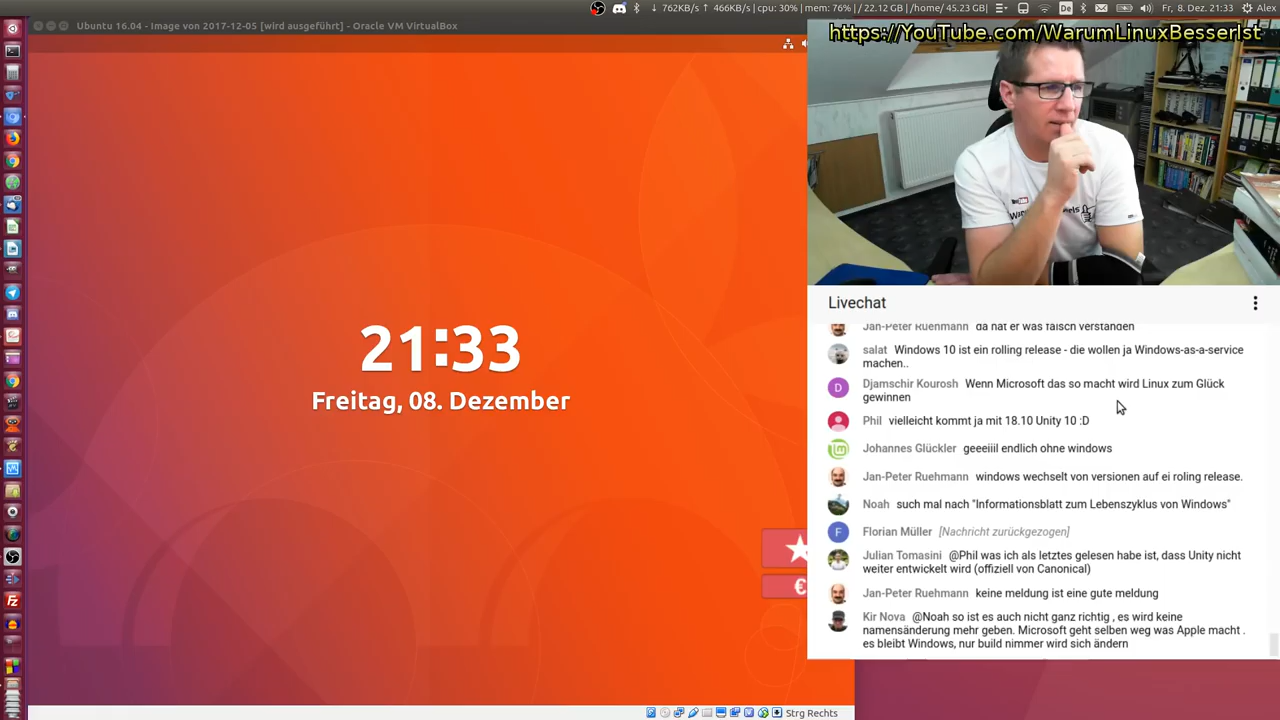 ↓ 762KB/s ↑ 466KB/s | cpu: 30% | mem: 76% | //22.12 GB | home/45.23 GB | De Fr, 8. Dez, 21:33 Alex
Ubuntu 16.04 - Image von 2017-12-05 [wird ausgeführt] - Oracle VM VirtualBox
https://YouTube.com/WarumLinuxBesserIst
21:33
Freitag, 08. Dezember
Livechat
Jan-Peter Ruehmann da hat er was falsch verstanden
salat Windows 10 ist ein rolling release - die wollen ja Windows-as-a-service
machen..
D Djamschir Kourosh Wenn Microsoft das so macht wird Linux zum Glück
gewinnen
Phil vielleicht kommt ja mit 18.10 Unity 10 :D
Johannes Glückler geeeiiil endlich ohne windows
Jan-Peter Ruehmann windows wechselt von versionen auf ei roling release.
Noah such mal nach "Informationsblatt zum Lebenszyklus von Windows"
F Florian Müller [Nachricht zurückgezogen]
Julian Tomasini @Phil was ich als letztes gelesen habe ist, dass Unity nicht
weiter entwickelt wird (offiziell von Canonical)
Jan-Peter Ruehmann keine meldung ist eine gute meldung
Kir Nova @Noah so ist es auch nicht ganz richtig , es wird keine
namensänderung mehr geben. Microsoft geht selben weg was Apple macht .
es bleibt Windows, nur build nimmer wird sich ändern
€
Strg Rechts